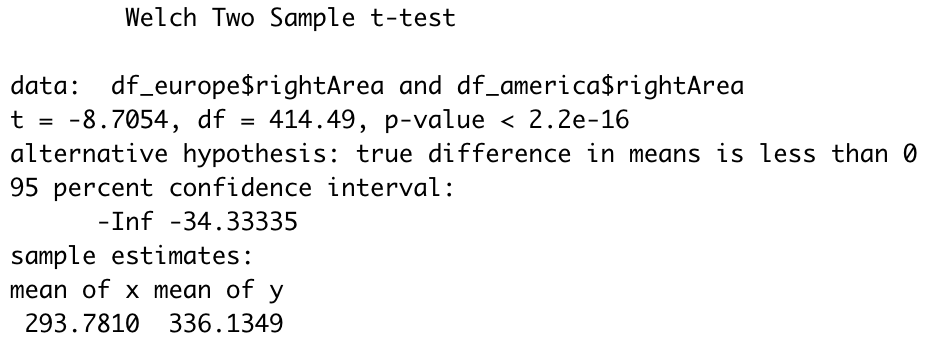 Welch Two Sample t-test
data:  df_europe$rightArea and df_america$rightArea
t = -8.7054, df = 414.49, p-value < 2.2e-16
alternative hypothesis: true difference in means is less than 0
95 percent confidence interval:
      -Inf -34.33335
sample estimates:
mean of x mean of y
 293.7810  336.1349